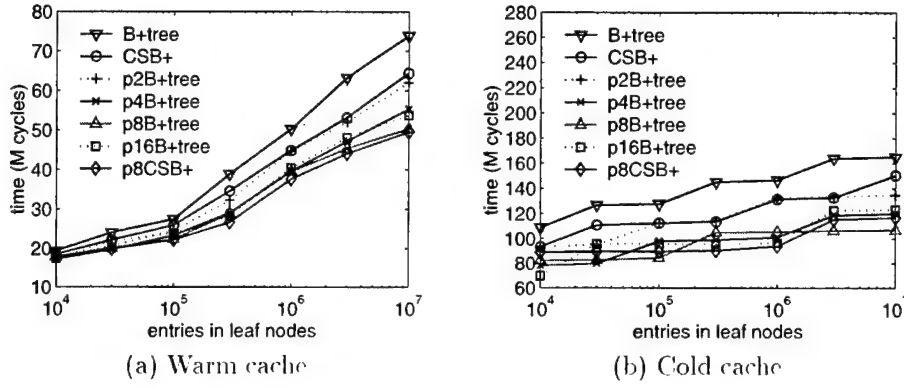 80
70
60
50
40
30
20
10
time (M cycles)
B+tree
CSB+
p2B+tree
p4B+tree
p8B+tree
p16B+tree
p8CSB+
10^4 10^5 10^6 10^7
entries in leaf nodes
(a) Warm cache
280
260
240
220
200
180
160
140
120
100
80
60
time (M cycles)
B+tree
CSB+
p2B+tree
p4B+tree
p8B+tree
p16B+tree
p8CSB+
10^4 10^5 10^6 10^7
entries in leaf nodes
(b) Cold cache